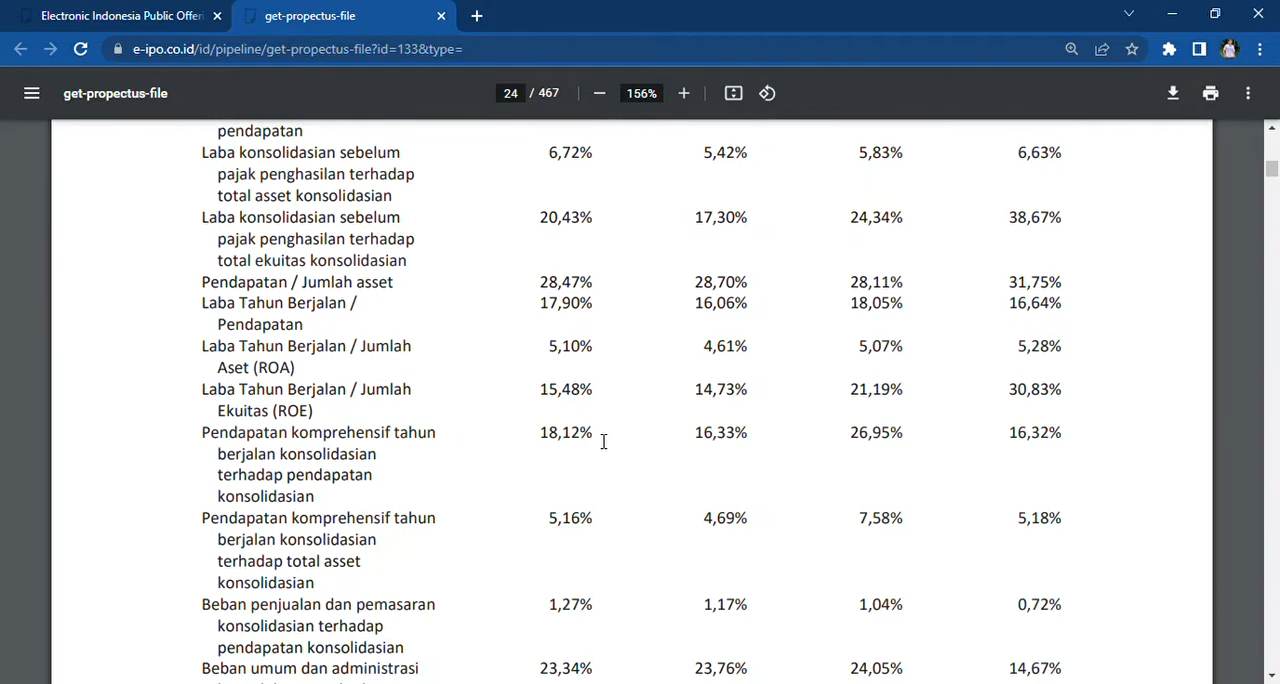 Electronic Indonesia Public Offeri
get-propectus-file
e-ipo.co.id/id/pipeline/get-propectus-file?id=133&type=
get-propectus-file
24 / 467
156%
pendapatan
Laba konsolidasian sebelum 6,72% 5,42% 5,83% 6,63%
pajak penghasilan terhadap
total asset konsolidasian
Laba konsolidasian sebelum 20,43% 17,30% 24,34% 38,67%
pajak penghasilan terhadap
total ekuitas konsolidasian
Pendapatan / Jumlah asset 28,47% 28,70% 28,11% 31,75%
Laba Tahun Berjalan / 17,90% 16,06% 18,05% 16,64%
Pendapatan
Laba Tahun Berjalan / Jumlah 5,10% 4,61% 5,07% 5,28%
Aset (ROA)
Laba Tahun Berjalan / Jumlah 15,48% 14,73% 21,19% 30,83%
Ekuitas (ROE)
Pendapatan komprehensif tahun 18,12% 16,33% 26,95% 16,32%
berjalan konsolidasian
terhadap pendapatan
konsolidasian
Pendapatan komprehensif tahun 5,16% 4,69% 7,58% 5,18%
berjalan konsolidasian
terhadap total asset
konsolidasian
Beban penjualan dan pemasaran 1,27% 1,17% 1,04% 0,72%
konsolidasian terhadap
pendapatan konsolidasian
Beban umum dan administrasi 23,34% 23,76% 24,05% 14,67%